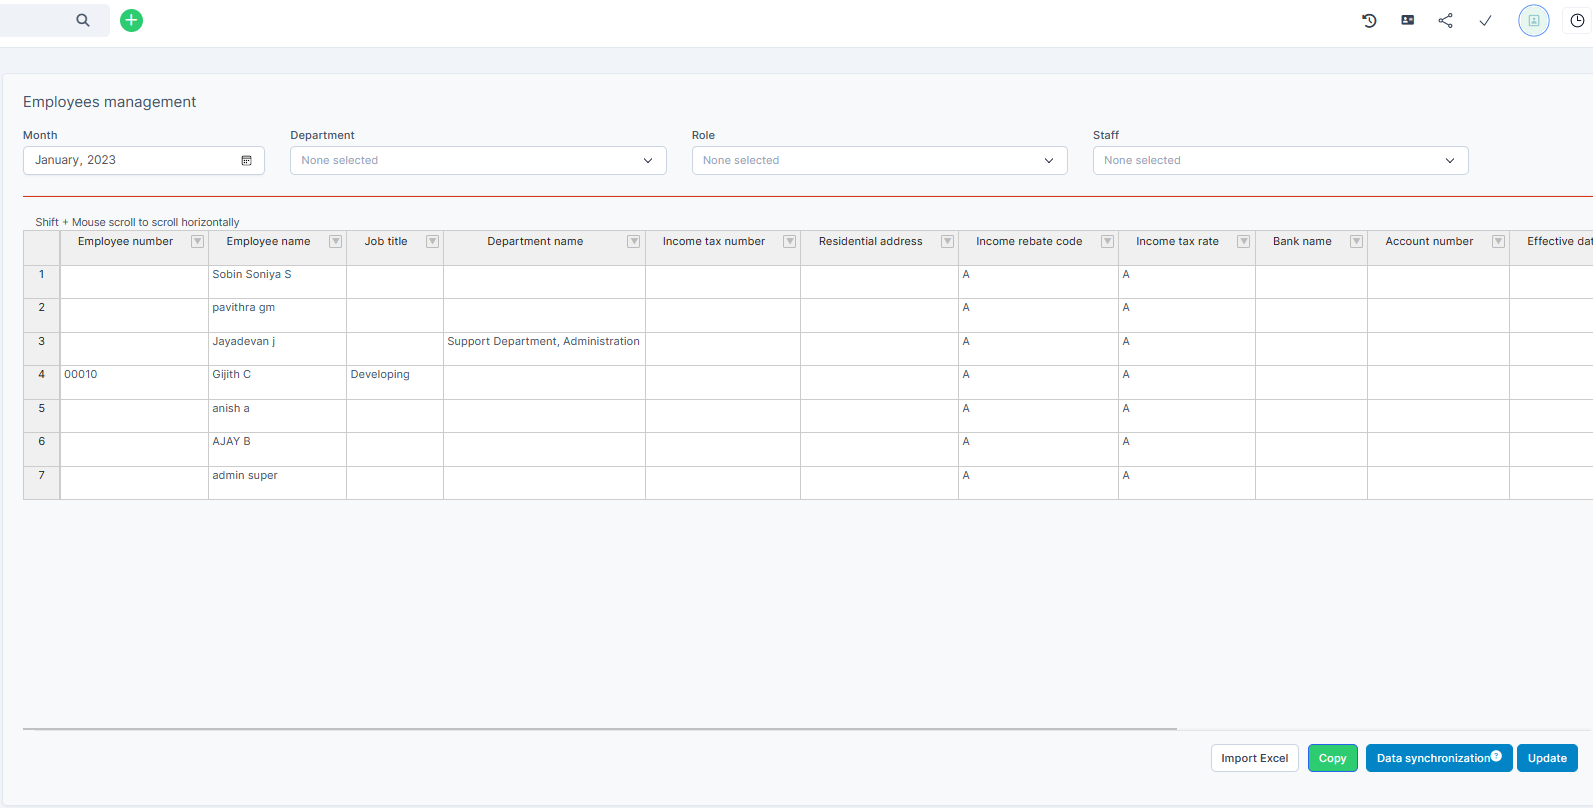 Employees management
Month Department Role Staff
January, 2023 None selected None selected None selected
Shift + Mouse scroll to scroll horizontally
Employee number Employee name Job title Department name Income tax number Residential address Income rebate code Income tax rate Bank name Account number Effective dat
1 Sobin Soniya S A A
2 pavithra gm A A
3 Jayadevan j Support Department, Administration A A
4 00010 Gijith C Developing A A
5 anish a A A
6 AJAY B A A
7 admin super A A
Import Excel Copy Data synchronization ? Update